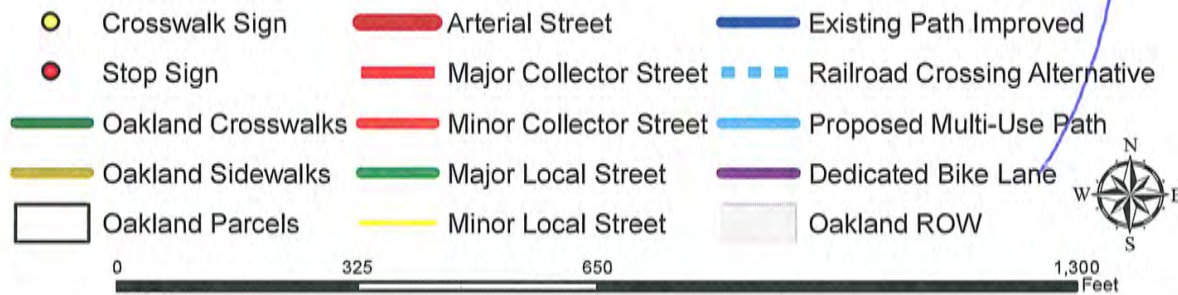 Crosswalk Sign
Stop Sign
Oakland Crosswalks
Oakland Sidewalks
Oakland Parcels
Arterial Street
Major Collector Street
Minor Collector Street
Major Local Street
Minor Local Street
Existing Path Improved
Railroad Crossing Alternative
Proposed Multi-Use Path
Dedicated Bike Lane
Oakland ROW
N
W E
S
0 325 650 1,300
Feet